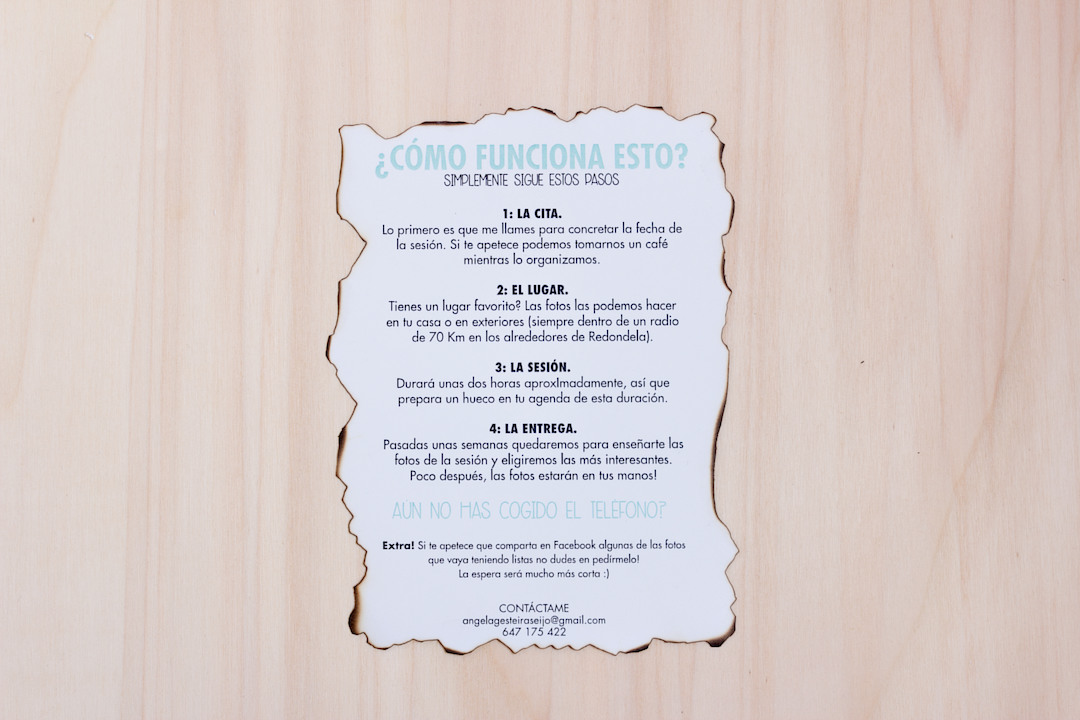 ¿CÓMO FUNCIONA ESTO?
SIMPLEMENTE SIGUE ESTOS PASOS
1: LA CITA.
Lo primero es que me llames para concretar la fecha de
la sesión. Si te apetece podemos tomarnos un café
mientras lo organizamos.
2: EL LUGAR.
Tienes un lugar favorito? Las fotos las podemos hacer
en tu casa o en exteriores (siempre dentro de un radio
de 70 Km en los alrededores de Redondela).
3: LA SESIÓN.
Durará unas dos horas aproxImadamente, así que
prepara un hueco en tu agenda de esta duración.
4: LA ENTREGA.
Pasadas unas semanas quedaremos para enseñarte las
fotos de la sesión y eligiremos las más interesantes.
Poco después, las fotos estarán en tus manos!
AÚN NO HAS COGIDO EL TELÉFONO?
Extra! Si te apetece que comparta en Facebook algunas de las fotos
que vaya teniendo listas no dudes en pedírmelo!
La espera será mucho más corta :)
CONTÁCTAME
angelagesteiraseijo@gmail.com
647 175 422